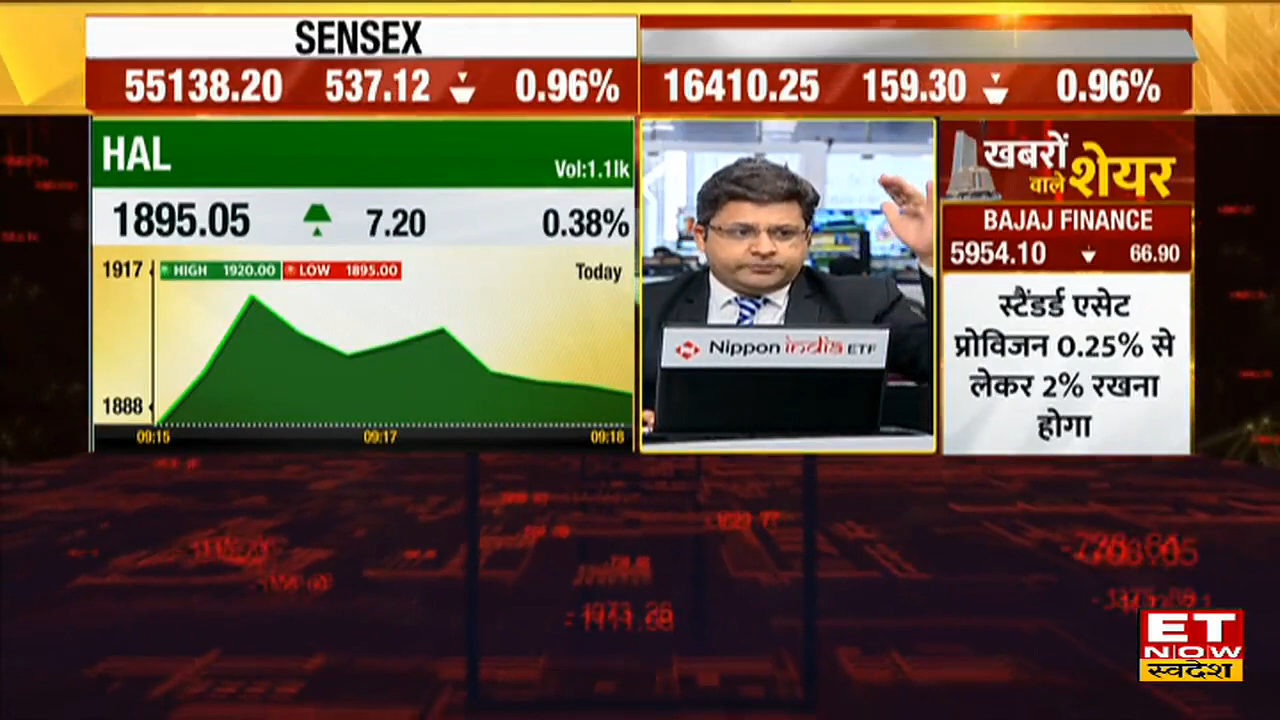 SENSEX
55138.20 537.12 0.96%
16410.25 159.30 0.96%
HAL
Vol:1.1lk
1895.05 7.20 0.38%
1917
HIGH 1920.00 LOW 1895.00
Today
1888
09:15 09:17 09:18
Nippon india ETF
खबरों
वाले शेयर
BAJAJ FINANCE
5954.10 66.90
स्टैंडर्ड एसेट
प्रोविजन 0.25% से
लेकर 2% रखना
होगा
ET
NOW
स्वदेश